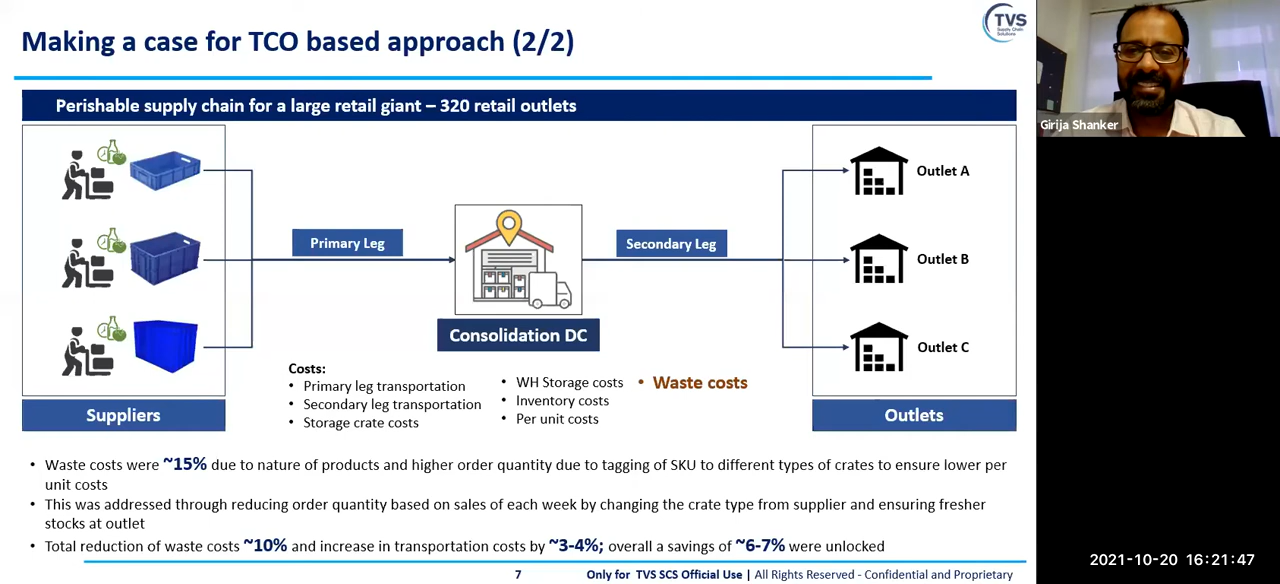 Making a case for TCO based approach (2/2)
TVS
Supply Chain
Solutions
Girija Shanker
Perishable supply chain for a large retail giant – 320 retail outlets
Primary Leg
Secondary Leg
Outlet A
Outlet B
Outlet C
Consolidation DC
Suppliers
Outlets
Costs:
• Primary leg transportation
• Secondary leg transportation
• Storage crate costs
• WH Storage costs
• Inventory costs
• Per unit costs
• Waste costs
• Waste costs were ~15% due to nature of products and higher order quantity due to tagging of SKU to different types of crates to ensure lower per
unit costs
• This was addressed through reducing order quantity based on sales of each week by changing the crate type from supplier and ensuring fresher
stocks at outlet
• Total reduction of waste costs ~10% and increase in transportation costs by ~3-4%; overall a savings of ~6-7% were unlocked
7
Only for TVS SCS Official Use | All Rights Reserved - Confidential and Proprietary
2021-10-20 16:21:47